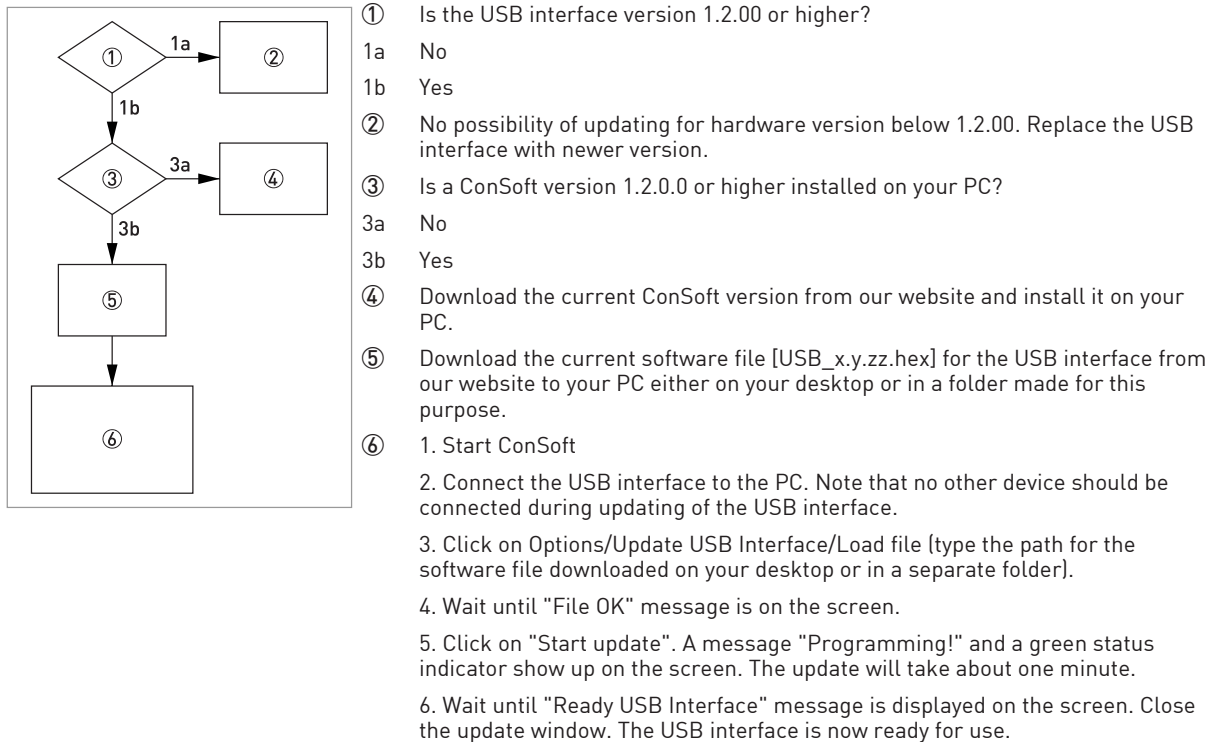 ① 1a ②
1b
③ 3a ④
3b
⑤
⑥
① Is the USB interface version 1.2.00 or higher?
1a No
1b Yes
② No possibility of updating for hardware version below 1.2.00. Replace the USB
interface with newer version.
③ Is a ConSoft version 1.2.0.0 or higher installed on your PC?
3a No
3b Yes
④ Download the current ConSoft version from our website and install it on your
PC.
⑤ Download the current software file [USB_x.y.zz.hex] for the USB interface from
our website to your PC either on your desktop or in a folder made for this
purpose.
⑥ 1. Start ConSoft
2. Connect the USB interface to the PC. Note that no other device should be
connected during updating of the USB interface.
3. Click on Options/Update USB Interface/Load file (type the path for the
software file downloaded on your desktop or in a separate folder).
4. Wait until "File OK" message is on the screen.
5. Click on "Start update". A message "Programming!" and a green status
indicator show up on the screen. The update will take about one minute.
6. Wait until "Ready USB Interface" message is displayed on the screen. Close
the update window. The USB interface is now ready for use.